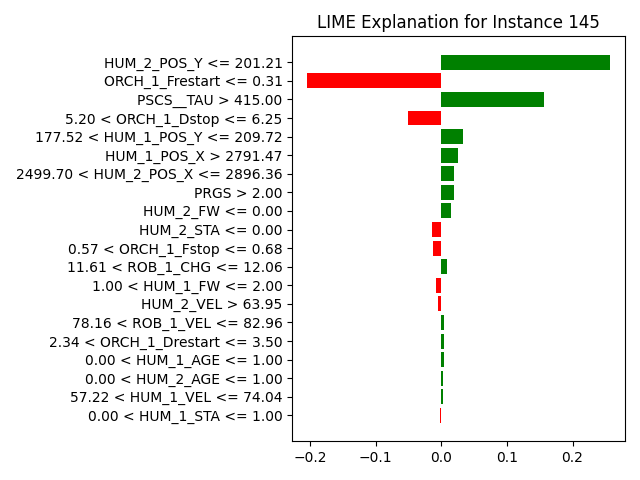 LIME Explanation for Instance 145
HUM_2_POS_Y <= 201.21
ORCH_1_Frestart <= 0.31
PSCS__TAU > 415.00
5.20 < ORCH_1_Dstop <= 6.25
177.52 < HUM_1_POS_Y <= 209.72
HUM_1_POS_X > 2791.47
2499.70 < HUM_2_POS_X <= 2896.36
PRGS > 2.00
HUM_2_FW <= 0.00
HUM_2_STA <= 0.00
0.57 < ORCH_1_Fstop <= 0.68
11.61 < ROB_1_CHG <= 12.06
1.00 < HUM_1_FW <= 2.00
HUM_2_VEL > 63.95
78.16 < ROB_1_VEL <= 82.96
2.34 < ORCH_1_Drestart <= 3.50
0.00 < HUM_1_AGE <= 1.00
0.00 < HUM_2_AGE <= 1.00
57.22 < HUM_1_VEL <= 74.04
0.00 < HUM_1_STA <= 1.00
−0.2 −0.1 0.0 0.1 0.2